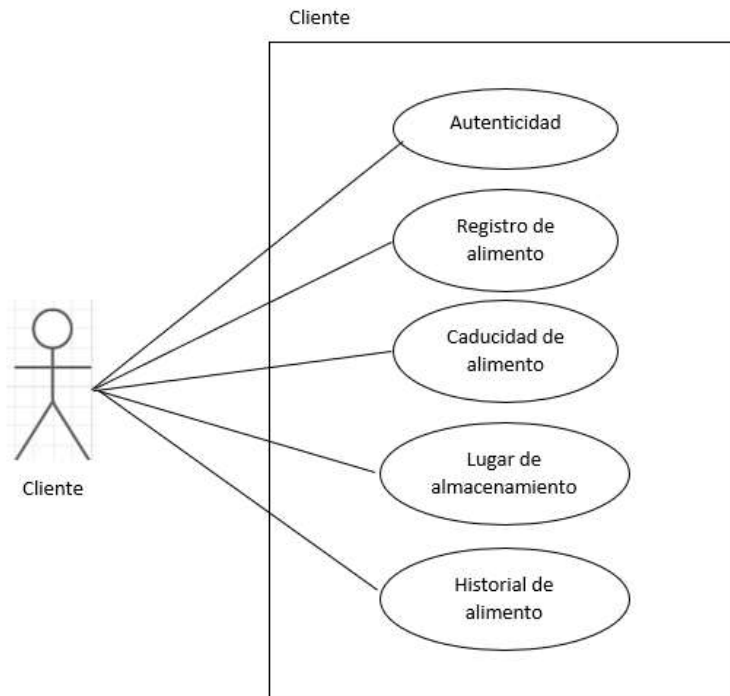 Cliente
Autenticidad
Registro de
alimento
Caducidad de
alimento
Lugar de
almacenamiento
Historial de
alimento
Cliente